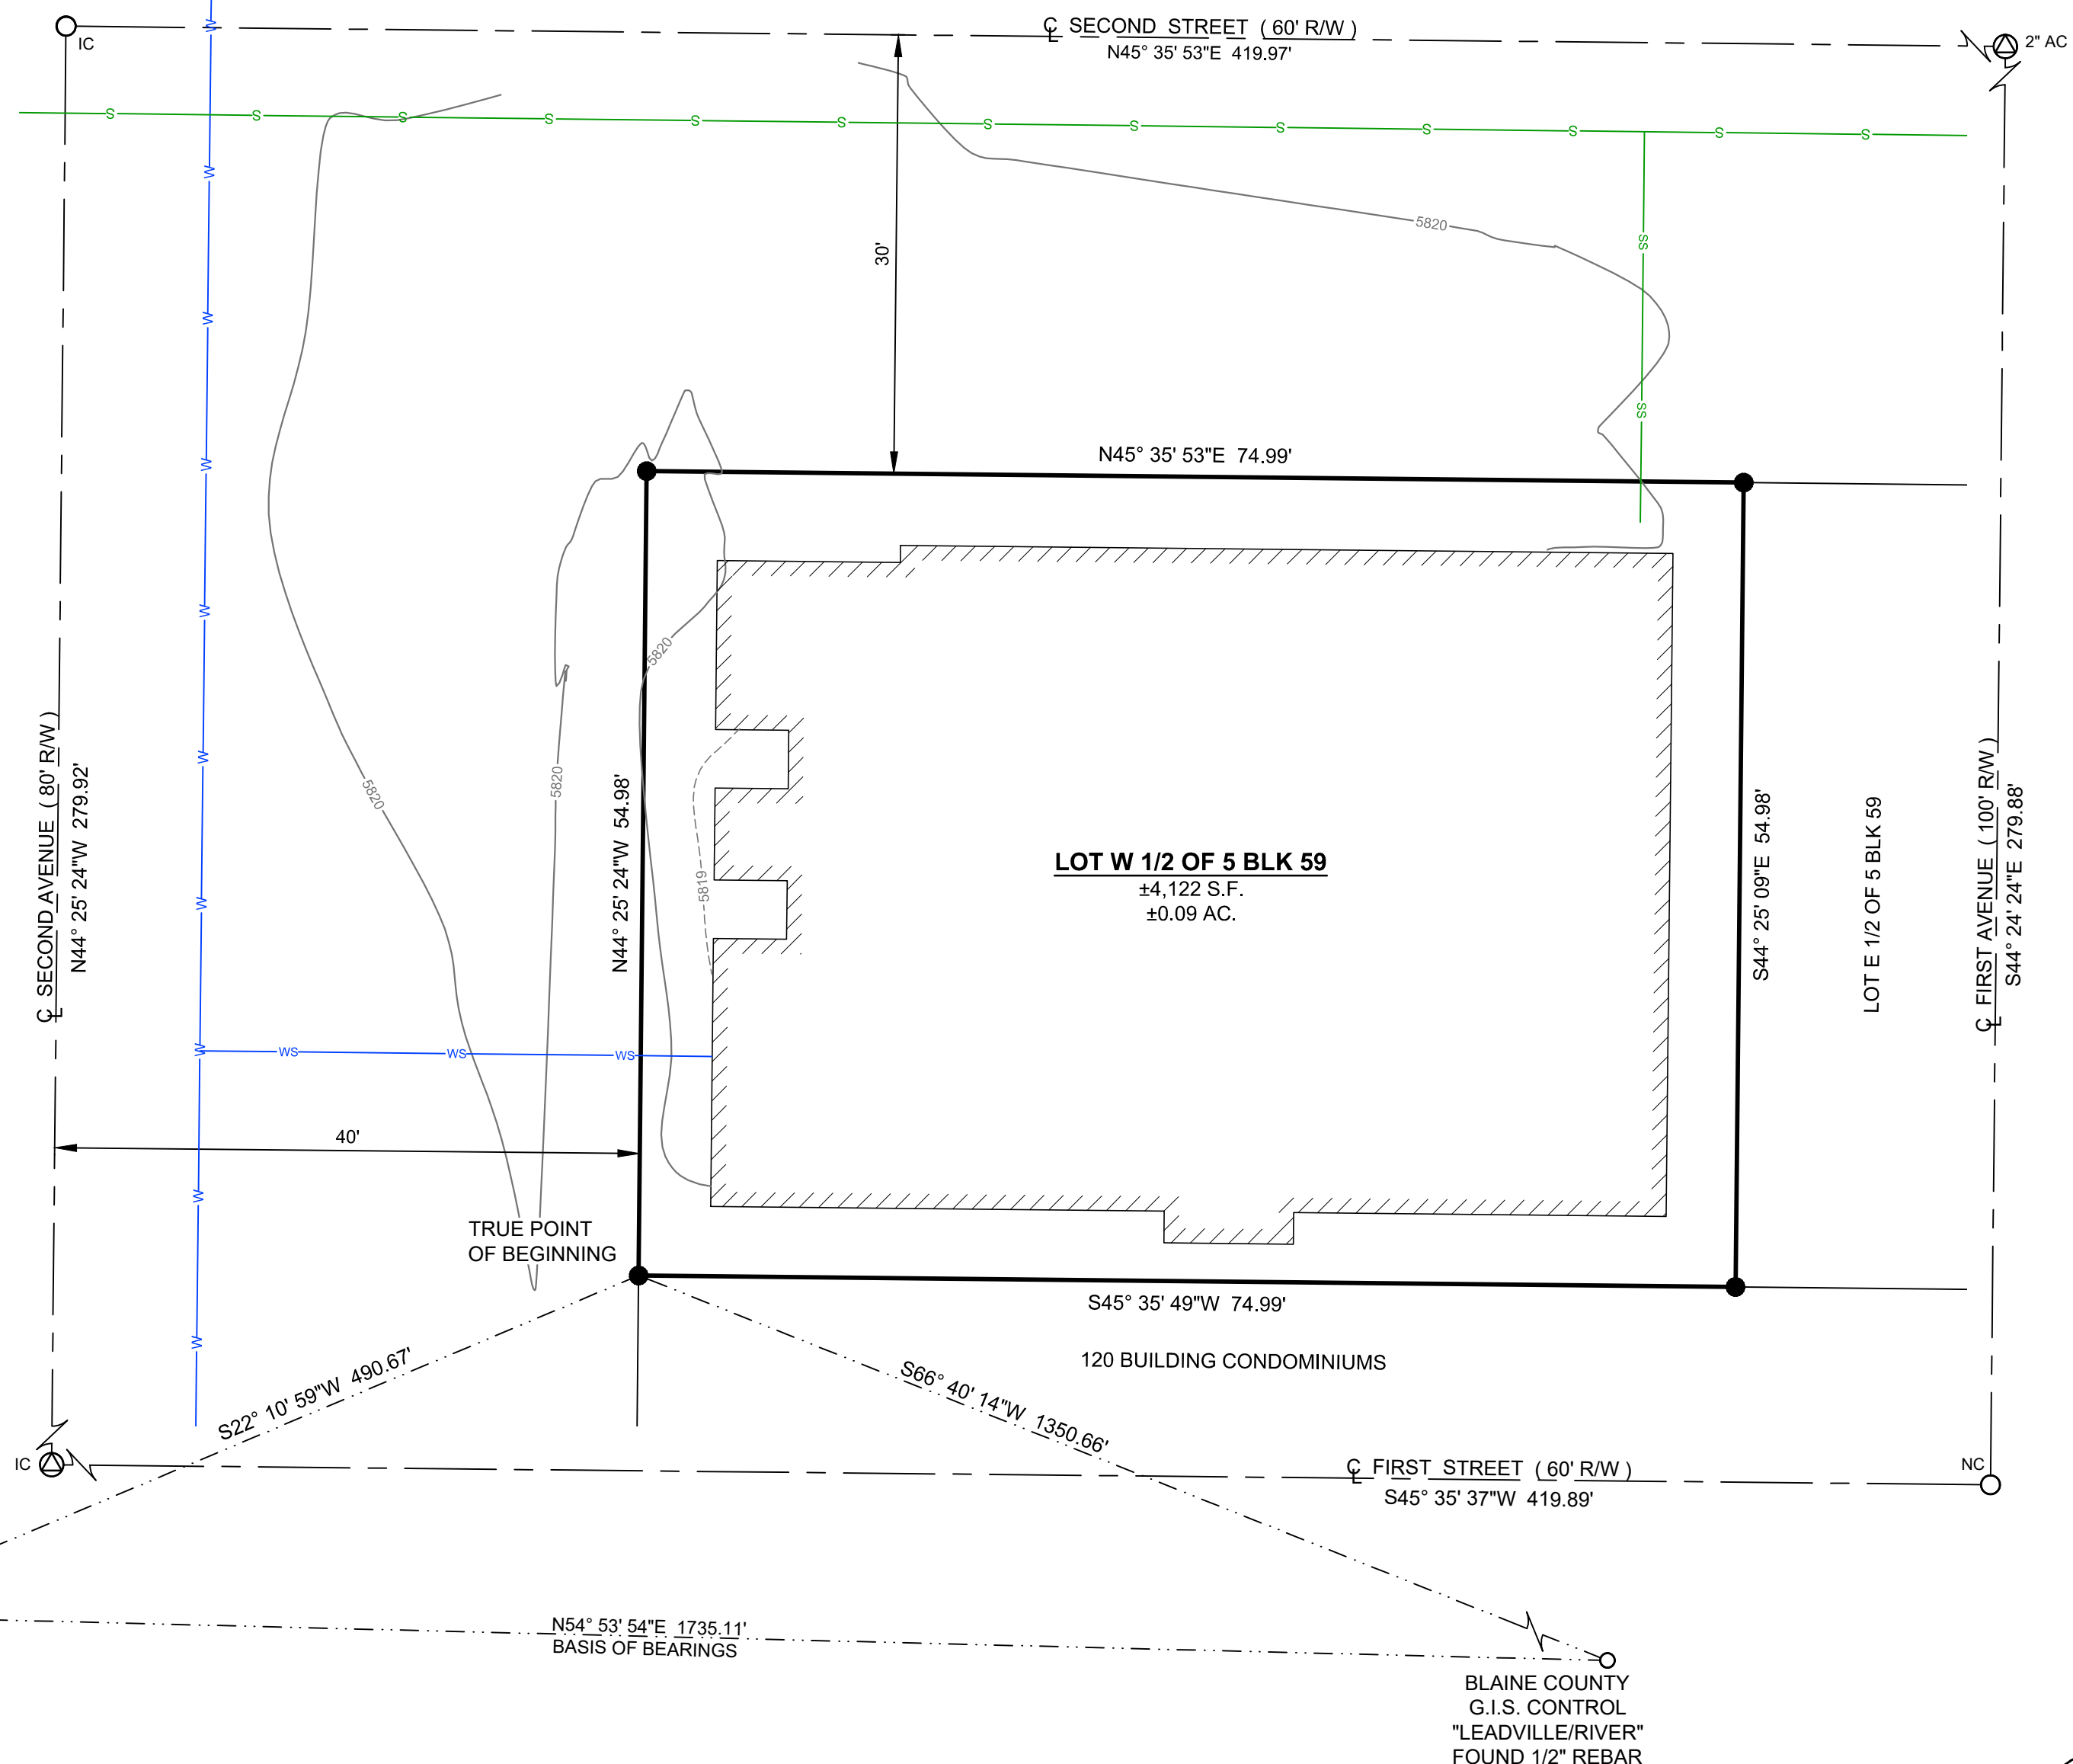 ℄ SECOND STREET ( 60' R/W )
N45° 35' 53"E 419.97'
IC
2" AC
S S S S S S S S S S S S S
W
W
W
W
W
W
W
W
W
W
5820
SS
SS
30'
N45° 35' 53"E 74.99'
5820
5820
5820
5819
℄ SECOND AVENUE ( 80' R/W )
N44° 25' 24"W 279.92'
N44° 25' 24"W 54.98'
LOT W 1/2 OF 5 BLK 59
±4,122 S.F.
±0.09 AC.
S44° 25' 09"E 54.98'
LOT E 1/2 OF 5 BLK 59
℄ FIRST AVENUE ( 100' R/W )
S44° 24' 24"E 279.88'
WS WS WS
40'
TRUE POINT
OF BEGINNING
S45° 35' 49"W 74.99'
120 BUILDING CONDOMINIUMS
S22° 10' 59"W 490.67'
S66° 40' 14"W 1350.66'
IC
NC
℄ FIRST STREET ( 60' R/W )
S45° 35' 37"W 419.89'
N54° 53' 54"E 1735.11'
BASIS OF BEARINGS
BLAINE COUNTY
G.I.S. CONTROL
"LEADVILLE/RIVER"
FOUND 1/2" REBAR